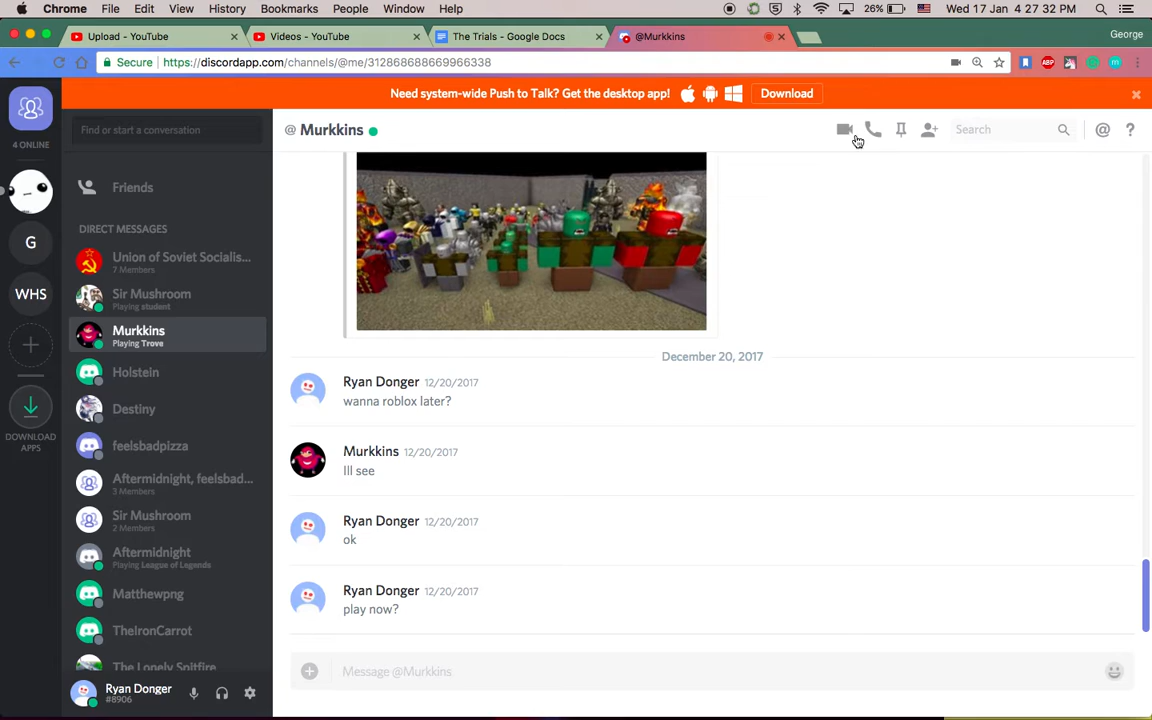 Chrome File Edit View History Bookmarks People Window Help 26% Wed 17 Jan 4 27 32 PM
Upload - YouTube
Videos - YouTube
The Trials - Google Docs
@Murkkins
George
Secure https://discordapp.com/channels/@me/312868688669966338
ABP
Need system-wide Push to Talk? Get the desktop app! Download
Find or start a conversation
@ Murkkins
Search
4 ONLINE
Friends
DIRECT MESSAGES
Union of Soviet Socialis...
7 Members
G
Sir Mushroom
Playing student
WHS
Murkkins
Playing Trove
Holstein
Destiny
DOWNLOAD
APPS
feelsbadpizza
Aftermidnight, feelsbad...
3 Members
Sir Mushroom
2 Members
Aftermidnight
Playing League of Legends
Matthewpng
TheIronCarrot
The Lonely Spitfire
Ryan Donger
#8906
December 20, 2017
Ryan Donger 12/20/2017
wanna roblox later?
Murkkins 12/20/2017
Ill see
Ryan Donger 12/20/2017
ok
Ryan Donger 12/20/2017
play now?
Message @Murkkins